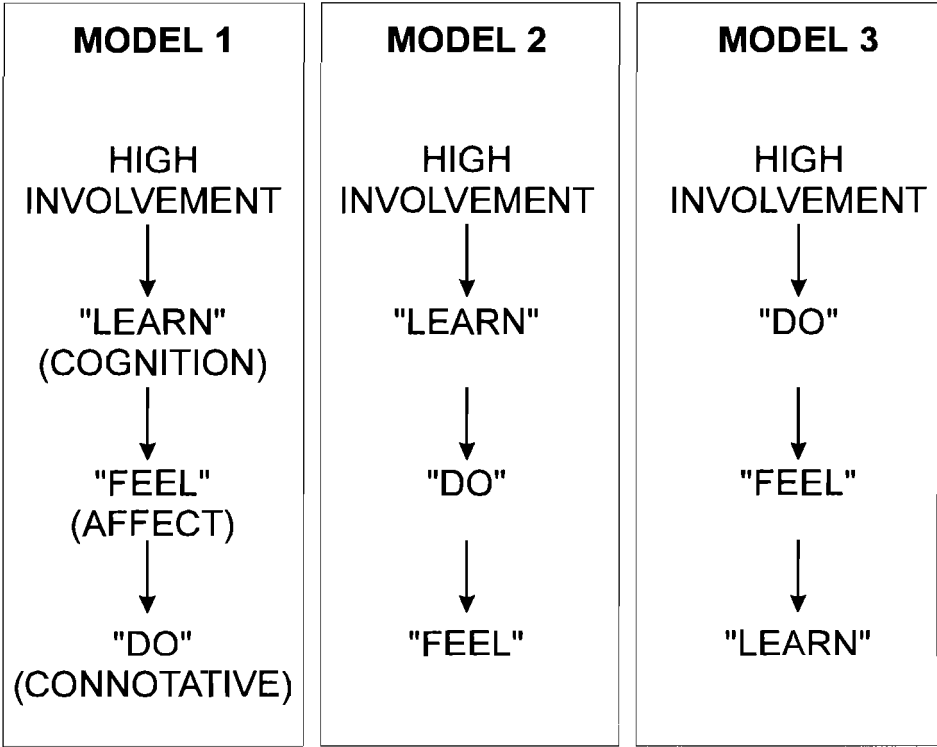 MODEL 1
HIGH
INVOLVEMENT
"LEARN"
(COGNITION)
"FEEL"
(AFFECT)
"DO"
(CONNOTATIVE)
MODEL 2
HIGH
INVOLVEMENT
"LEARN"
"DO"
"FEEL"
MODEL 3
HIGH
INVOLVEMENT
"DO"
"FEEL"
"LEARN"